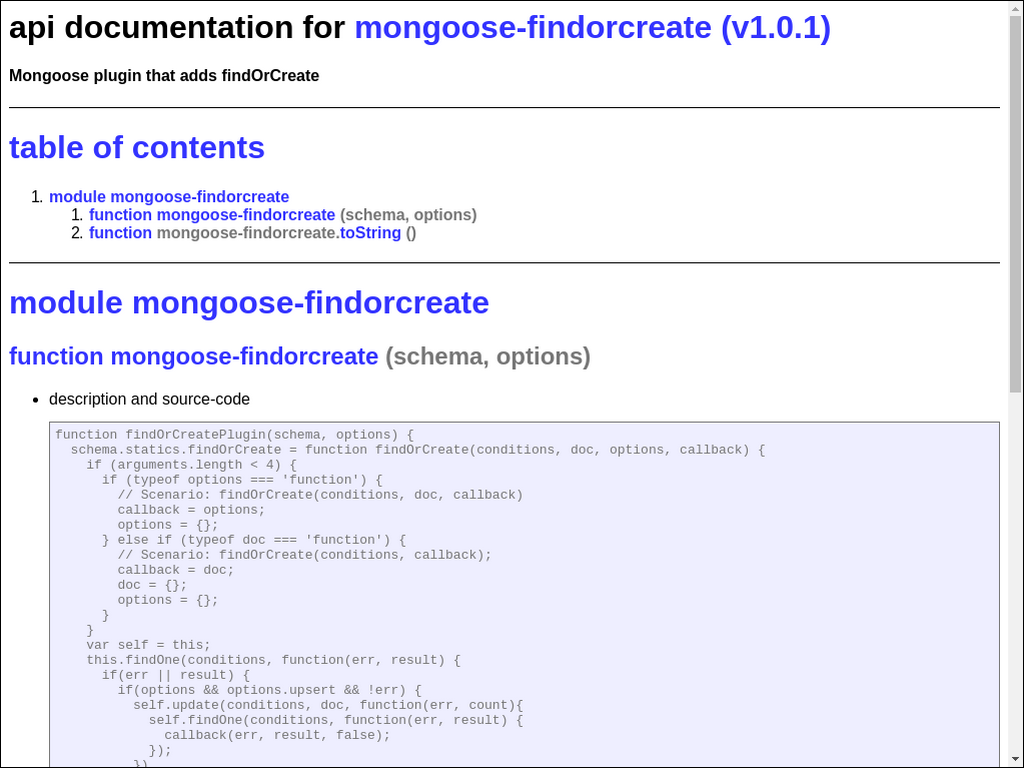 api documentation for mongoose-findorcreate (v1.0.1)
Mongoose plugin that adds findOrCreate
table of contents
1. module mongoose-findorcreate
1. function mongoose-findorcreate (schema, options)
2. function mongoose-findorcreate.toString ()
module mongoose-findorcreate
function mongoose-findorcreate (schema, options)
• description and source-code
function findOrCreatePlugin(schema, options) {
  schema.statics.findOrCreate = function findOrCreate(conditions, doc, options, callback) {
    if (arguments.length < 4) {
      if (typeof options === 'function') {
        // Scenario: findOrCreate(conditions, doc, callback)
        callback = options;
        options = {};
      } else if (typeof doc === 'function') {
        // Scenario: findOrCreate(conditions, callback);
        callback = doc;
        doc = {};
        options = {};
      }
    }
    var self = this;
    this.findOne(conditions, function(err, result) {
      if(err || result) {
        if(options && options.upsert && !err) {
          self.update(conditions, doc, function(err, count){
            self.findOne(conditions, function(err, result) {
              callback(err, result, false);
            });
          })